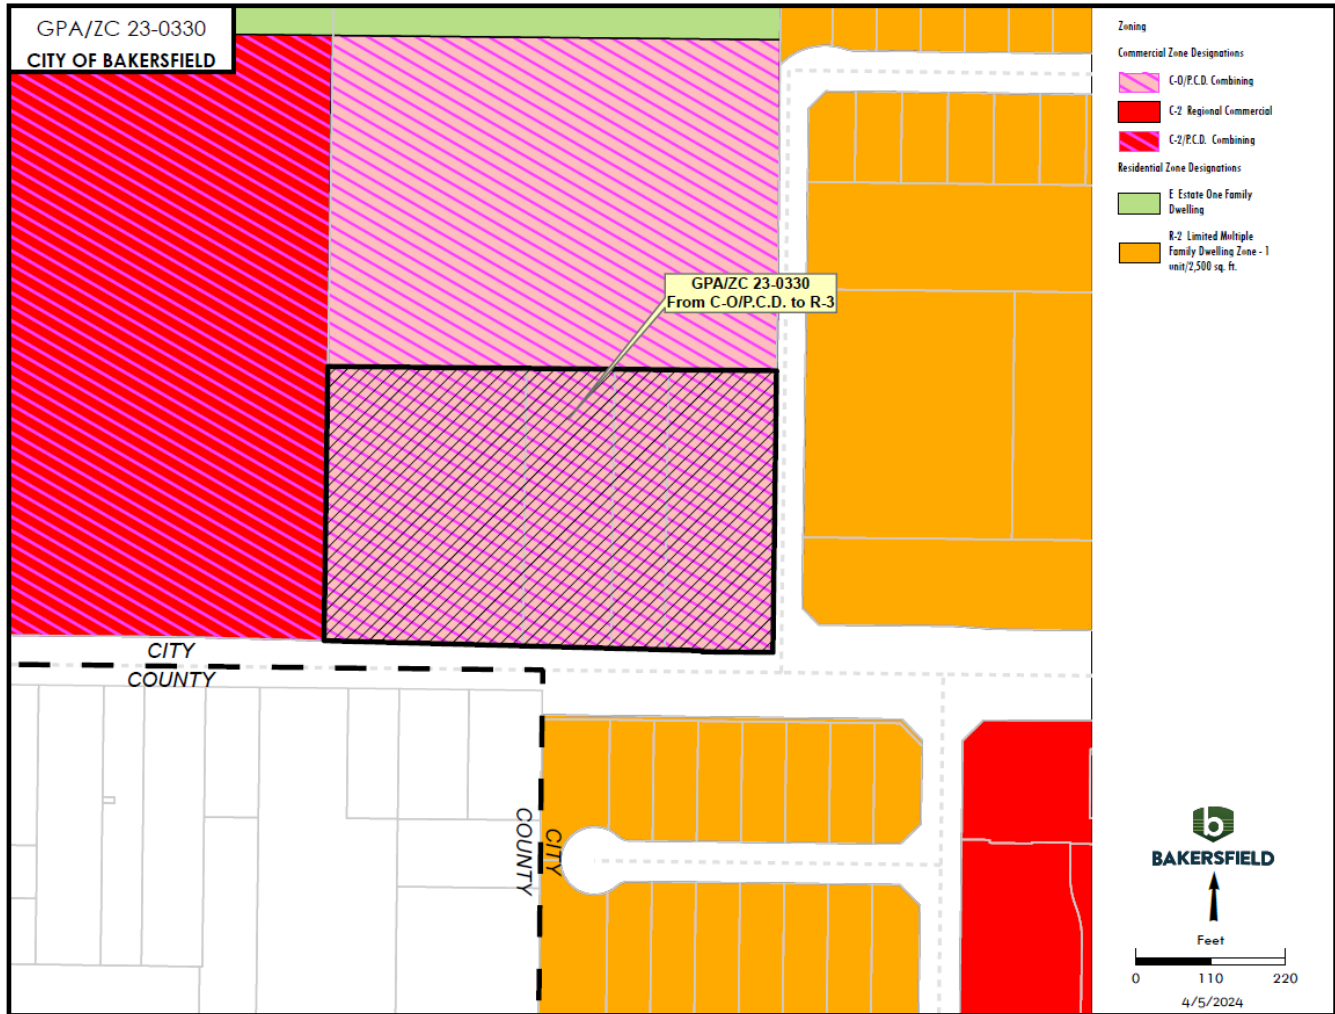 GPA/ZC 23-0330
CITY OF BAKERSFIELD
GPA/ZC 23-0330
From C-O/P.C.D. to R-3
CITY
COUNTY
COUNTY
CITY
Zoning
Commercial Zone Designations
C-O/P.C.D. Combining
C-2 Regional Commercial
C-2/P.C.D. Combining
Residential Zone Designations
E Estate One Family
Dwelling
R-2 Limited Multiple
Family Dwelling Zone - 1
unit/2,500 sq. ft.
b
BAKERSFIELD
Feet
0 110 220
4/5/2024